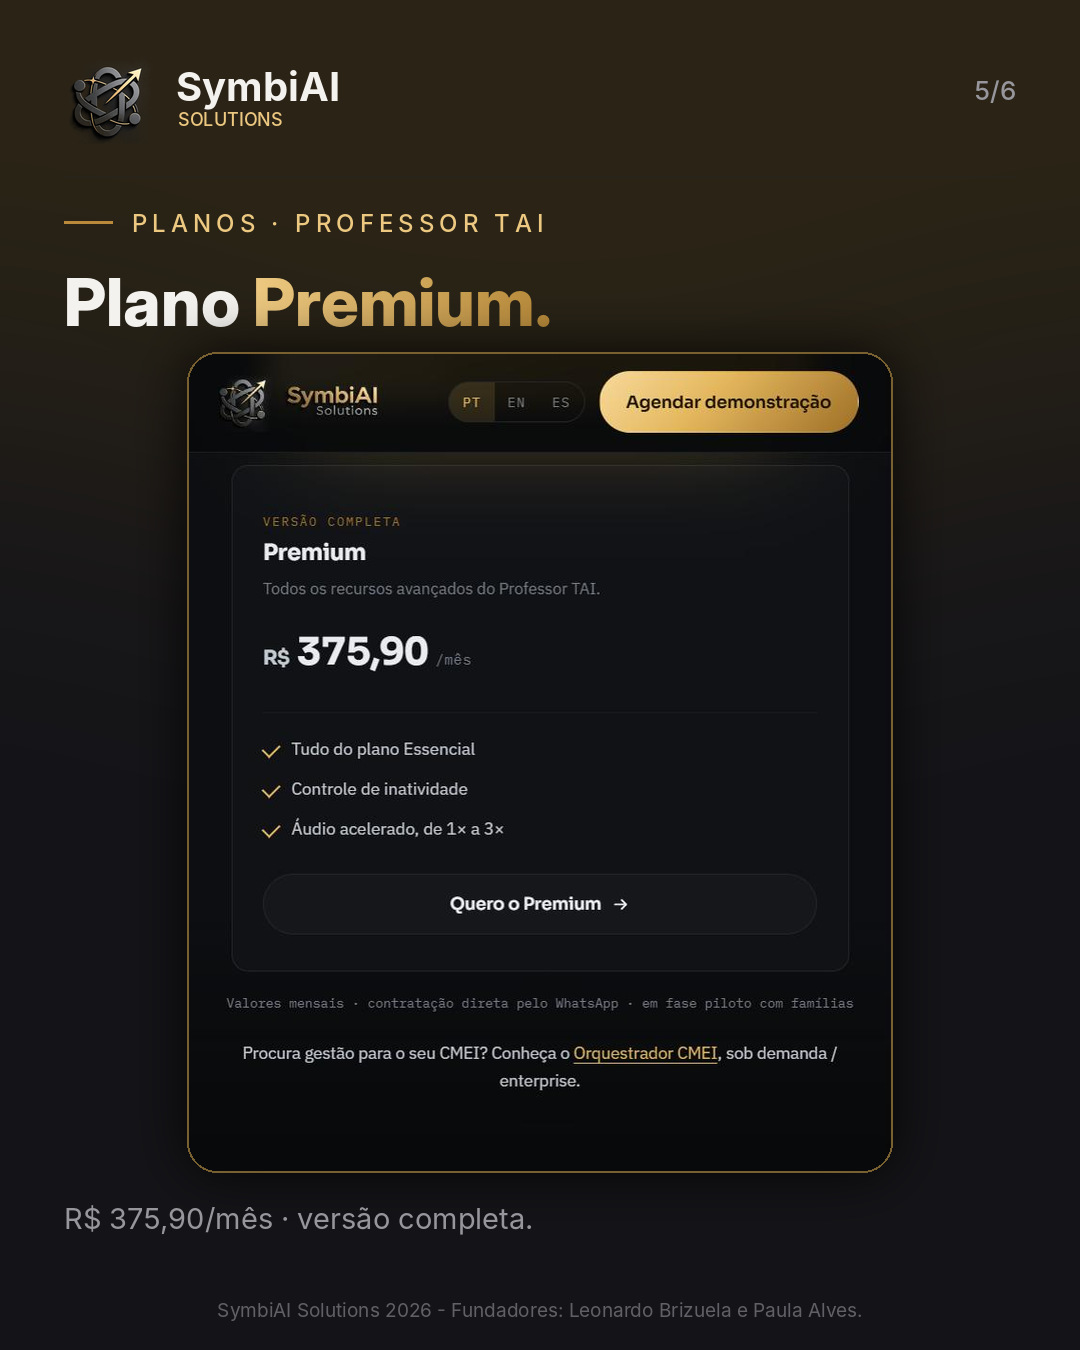 SymbiAI
SOLUTIONS
5/6
PLANOS · PROFESSOR TAI
Plano Premium.
SymbiAI
Solutions
PT EN ES
Agendar demonstração
VERSÃO COMPLETA
Premium
Todos os recursos avançados do Professor TAI.
R$ 375,90 /mês
Tudo do plano Essencial
Controle de inatividade
Áudio acelerado, de 1× a 3×
Quero o Premium →
Valores mensais · contratação direta pelo WhatsApp · em fase piloto com famílias
Procura gestão para o seu CMEI? Conheça o Orquestrador CMEI, sob demanda /
enterprise.
R$ 375,90/mês · versão completa.
SymbiAI Solutions 2026 - Fundadores: Leonardo Brizuela e Paula Alves.